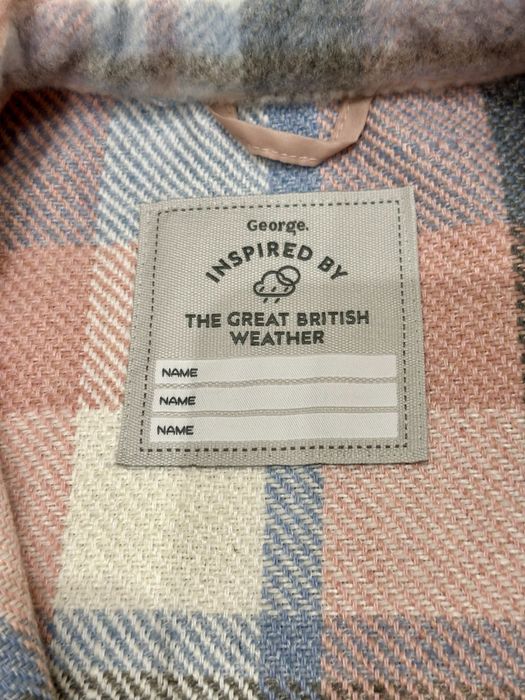 George.
INSPIRED BY
THE GREAT BRITISH
WEATHER
NAME
NAME
NAME